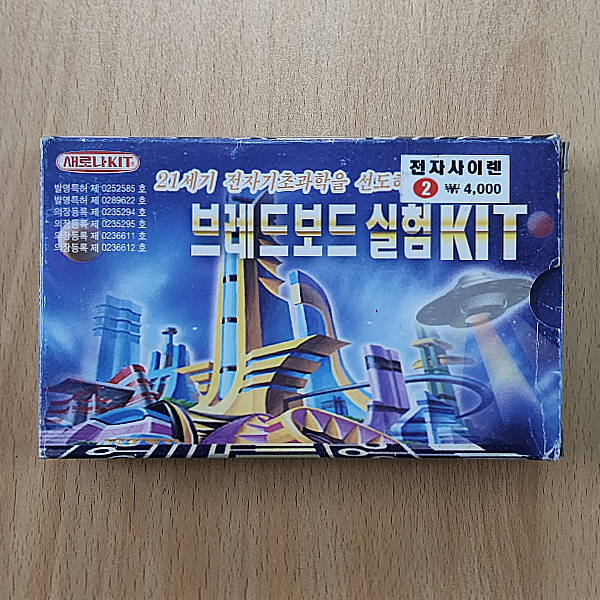 새로나KIT
21세기 전자기초과학을 선도하
전자사이렌
2 ₩ 4,000
발명특허 제 0252585 호
발명특허 제 0289622 호
의장등록 제 0235294 호
의장등록 제 0235295 호
의장등록 제 0236611 호
의장등록 제 0236612 호
브레드보드 실험 KIT